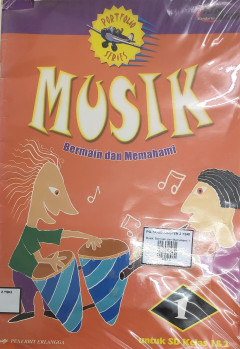 PORTFOLIO
SERIES
MUSIK
Bermain dan Memahami
1
PENERBIT ERLANGGA
untuk SD Kelas 1&2